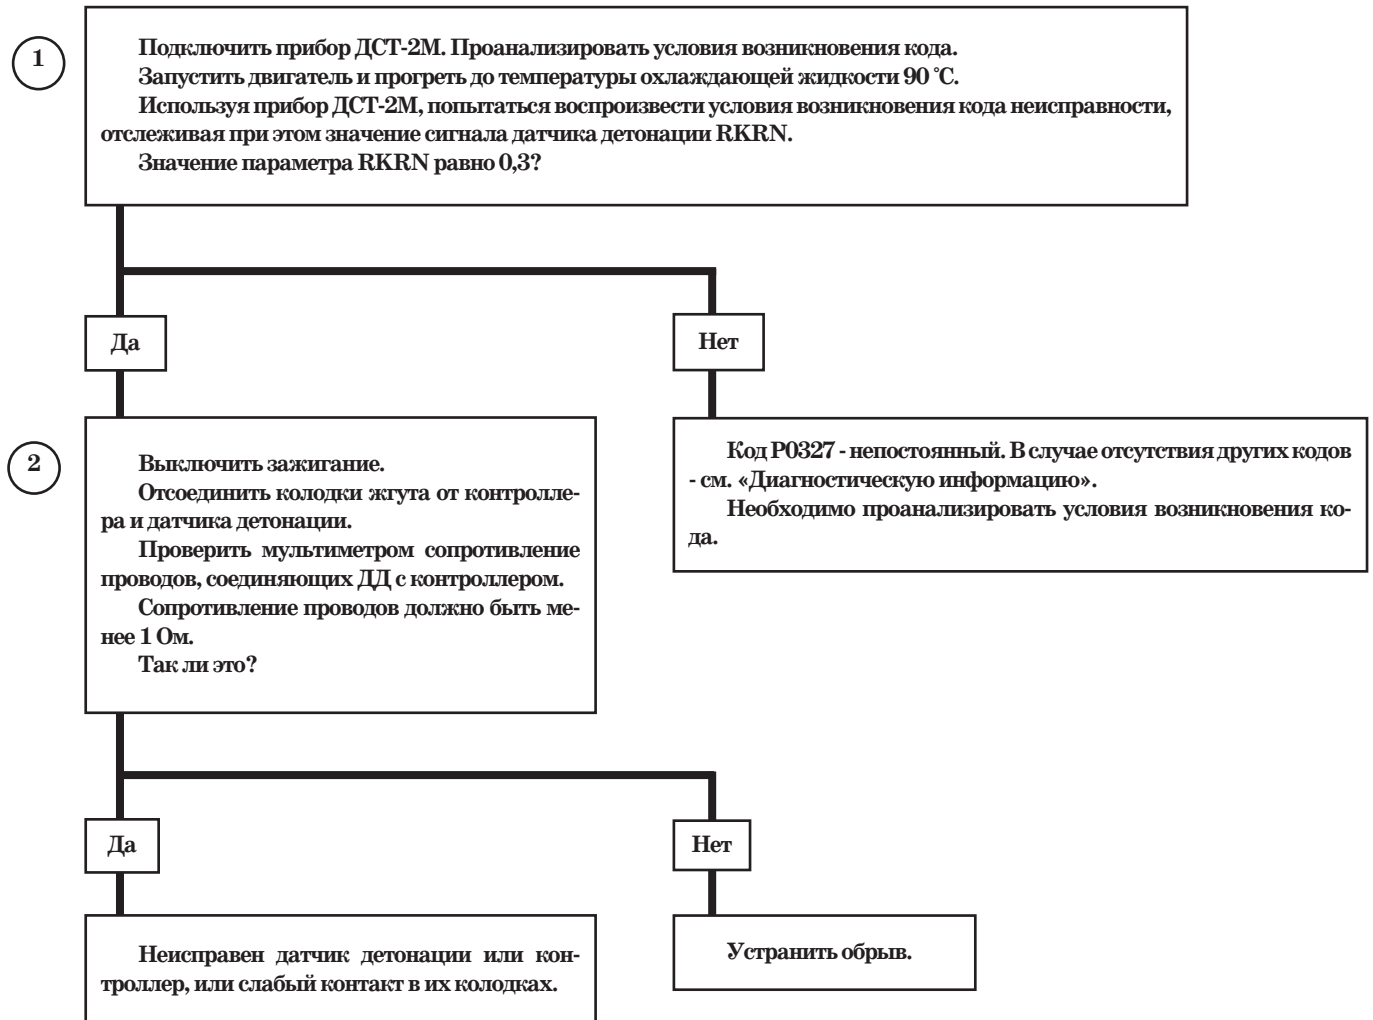 1
Подключить прибор ДСТ-2М. Проанализировать условия возникновения кода.
Запустить двигатель и прогреть до температуры охлаждающей жидкости 90 °С.
Используя прибор ДСТ-2М, попытаться воспроизвести условия возникновения кода неисправности,
отслеживая при этом значение сигнала датчика детонации RKRN.
Значение параметра RKRN равно 0,3?
Да
Нет
2
Выключить зажигание.
Отсоединить колодки жгута от контролле-
ра и датчика детонации.
Проверить мультиметром сопротивление
проводов, соединяющих ДД с контроллером.
Сопротивление проводов должно быть ме-
нее 1 Ом.
Так ли это?
Код Р0327 - непостоянный. В случае отсутствия других кодов
- см. «Диагностическую информацию».
Необходимо проанализировать условия возникновения ко-
да.
Да
Нет
Неисправен датчик детонации или кон-
троллер, или слабый контакт в их колодках.
Устранить обрыв.